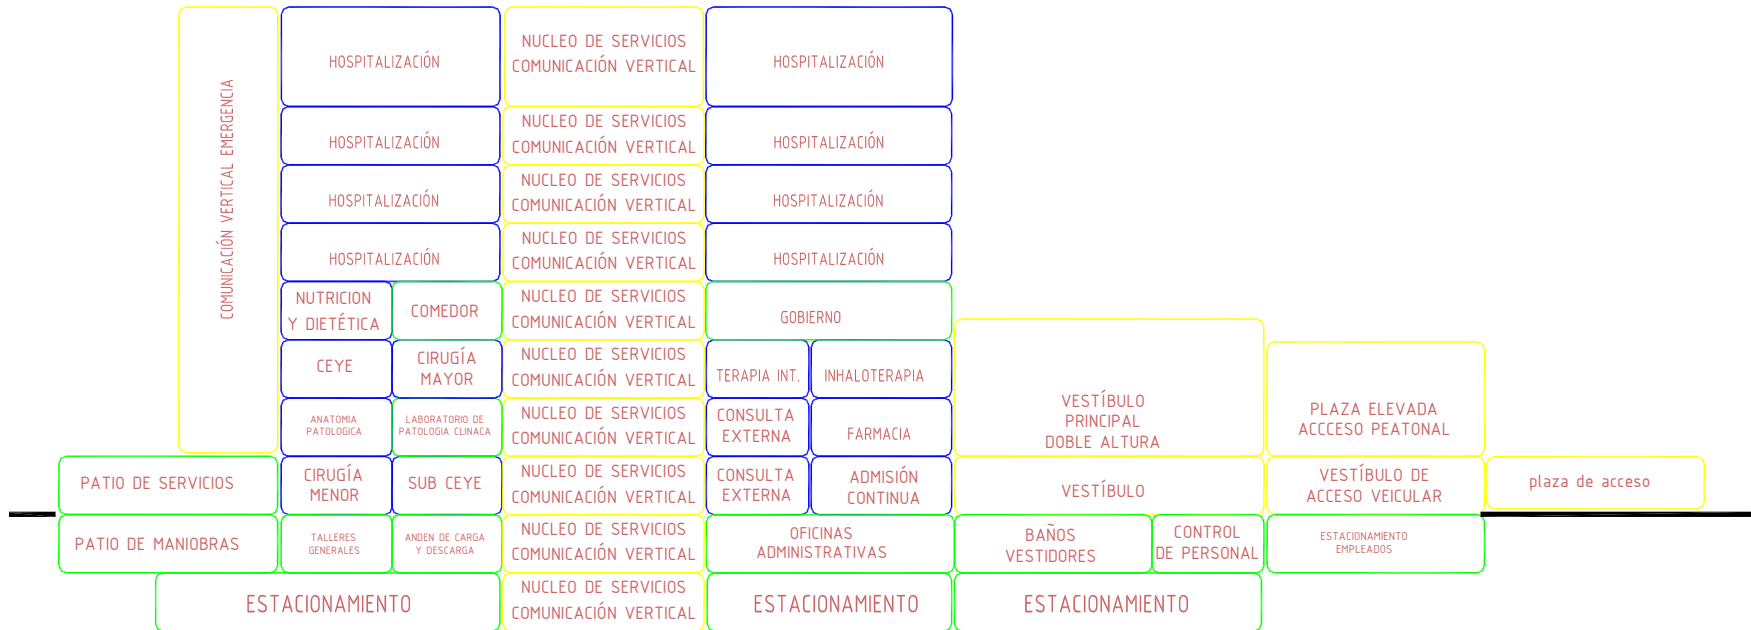 COMUNICACIÓN VERTICAL EMERGENCIA
HOSPITALIZACIÓN
NUCLEO DE SERVICIOS
COMUNICACIÓN VERTICAL
HOSPITALIZACIÓN
HOSPITALIZACIÓN
NUCLEO DE SERVICIOS
COMUNICACIÓN VERTICAL
HOSPITALIZACIÓN
HOSPITALIZACIÓN
NUCLEO DE SERVICIOS
COMUNICACIÓN VERTICAL
HOSPITALIZACIÓN
HOSPITALIZACIÓN
NUCLEO DE SERVICIOS
COMUNICACIÓN VERTICAL
HOSPITALIZACIÓN
NUTRICION
Y DIETÉTICA
COMEDOR
NUCLEO DE SERVICIOS
COMUNICACIÓN VERTICAL
GOBIERNO
CEYE
CIRUGÍA
MAYOR
NUCLEO DE SERVICIOS
COMUNICACIÓN VERTICAL
TERAPIA INT.
INHALOTERAPIA
ANATOMIA
PATOLOGICA
LABORATORIO DE
PATOLOGIA CLINACA
NUCLEO DE SERVICIOS
COMUNICACIÓN VERTICAL
CONSULTA
EXTERNA
FARMACIA
VESTÍBULO
PRINCIPAL
DOBLE ALTURA
PLAZA ELEVADA
ACCCESO PEATONAL
PATIO DE SERVICIOS
CIRUGÍA
MENOR
SUB CEYE
NUCLEO DE SERVICIOS
COMUNICACIÓN VERTICAL
CONSULTA
EXTERNA
ADMISIÓN
CONTINUA
VESTÍBULO
VESTÍBULO DE
ACCESO VEICULAR
plaza de acceso
PATIO DE MANIOBRAS
TALLERES
GENERALES
ANDEN DE CARGA
Y DESCARGA
NUCLEO DE SERVICIOS
COMUNICACIÓN VERTICAL
OFICINAS
ADMINISTRATIVAS
BAÑOS
VESTIDORES
CONTROL
DE PERSONAL
ESTACIONAMIENTO
EMPLEADOS
ESTACIONAMIENTO
NUCLEO DE SERVICIOS
COMUNICACIÓN VERTICAL
ESTACIONAMIENTO
ESTACIONAMIENTO